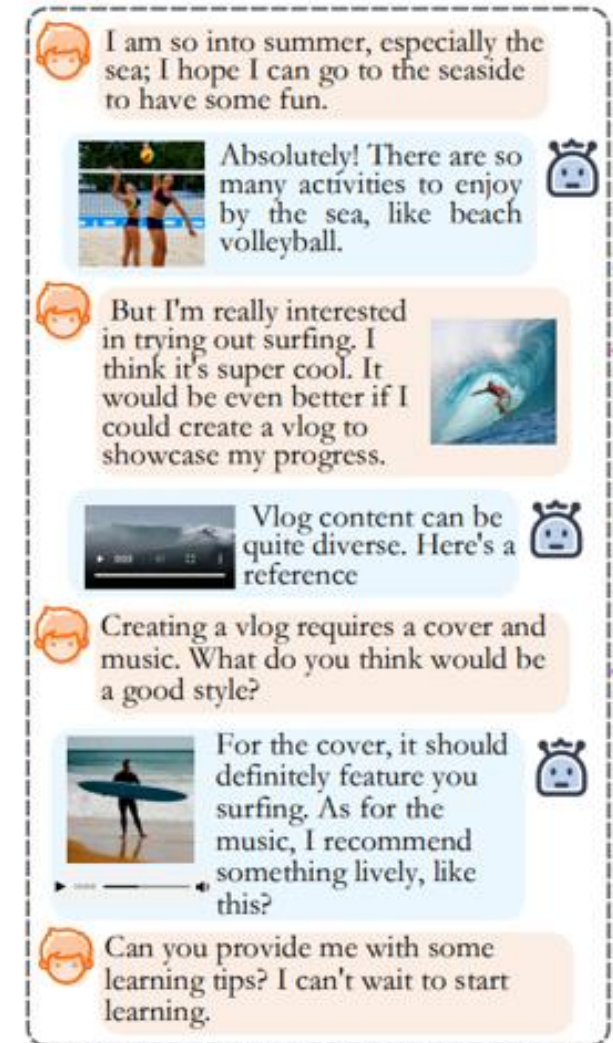 I am so into summer, especially the
sea; I hope I can go to the seaside
to have some fun.
Absolutely! There are so
many activities to enjoy
by the sea, like beach
volleyball.
But I'm really interested
in trying out surfing. I
think it's super cool. It
would be even better if I
could create a vlog to
showcase my progress.
Vlog content can be
quite diverse. Here's a
reference
Creating a vlog requires a cover and
music. What do you think would be
a good style?
For the cover, it should
definitely feature you
surfing. As for the
music, I recommend
something lively, like
this?
Can you provide me with some
learning tips? I can't wait to start
learning.